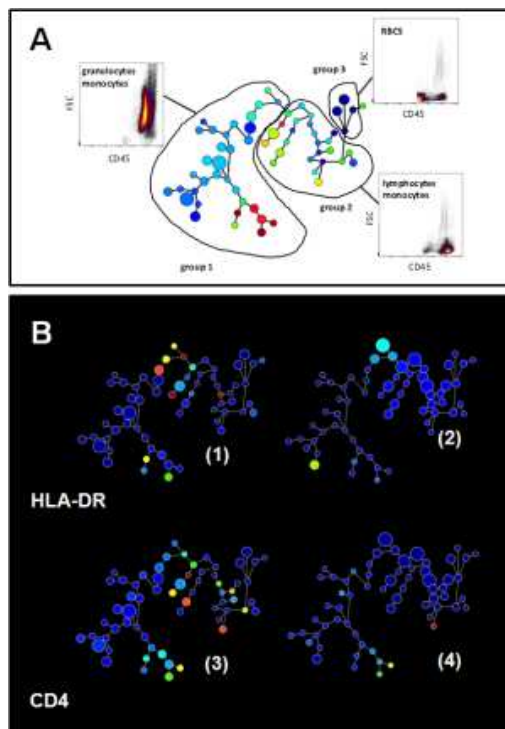 A
granulocytes
monocytes
FSC
CD45
group 1
group 2
group 3
RBCS
FSC
CD45
lymphocytes
monocytes
FSC
CD45
B
(1)
(2)
HLA-DR
(3)
(4)
CD4